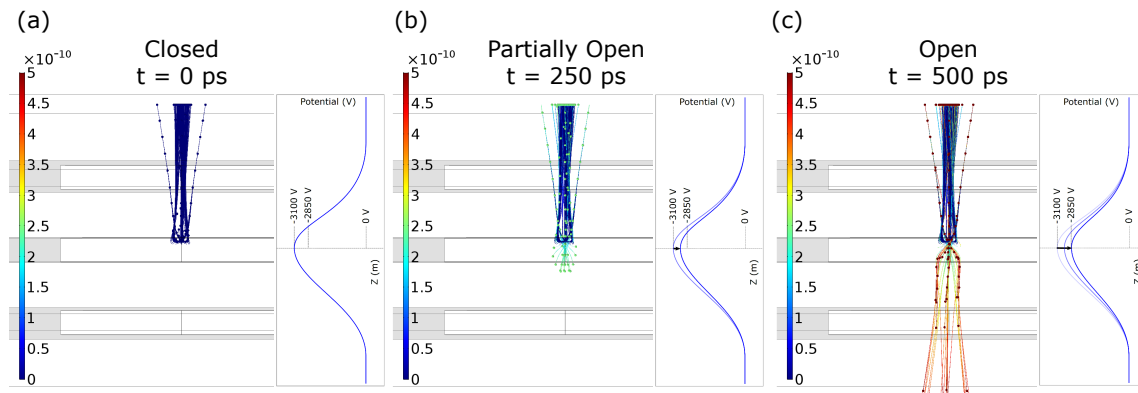 (a)
Closed
t = 0 ps
×10⁻¹⁰
5
4.5
4
3.5
3
2.5
2
1.5
1
0.5
0
Potential (V)
−3100 V
−2850 V
0 V
Z (m)
(b)
Partially Open
t = 250 ps
×10⁻¹⁰
5
4.5
4
3.5
3
2.5
2
1.5
1
0.5
0
Potential (V)
−3100 V
−2850 V
0 V
Z (m)
(c)
Open
t = 500 ps
×10⁻¹⁰
5
4.5
4
3.5
3
2.5
2
1.5
1
0.5
0
Potential (V)
−3100 V
−2850 V
0 V
Z (m)